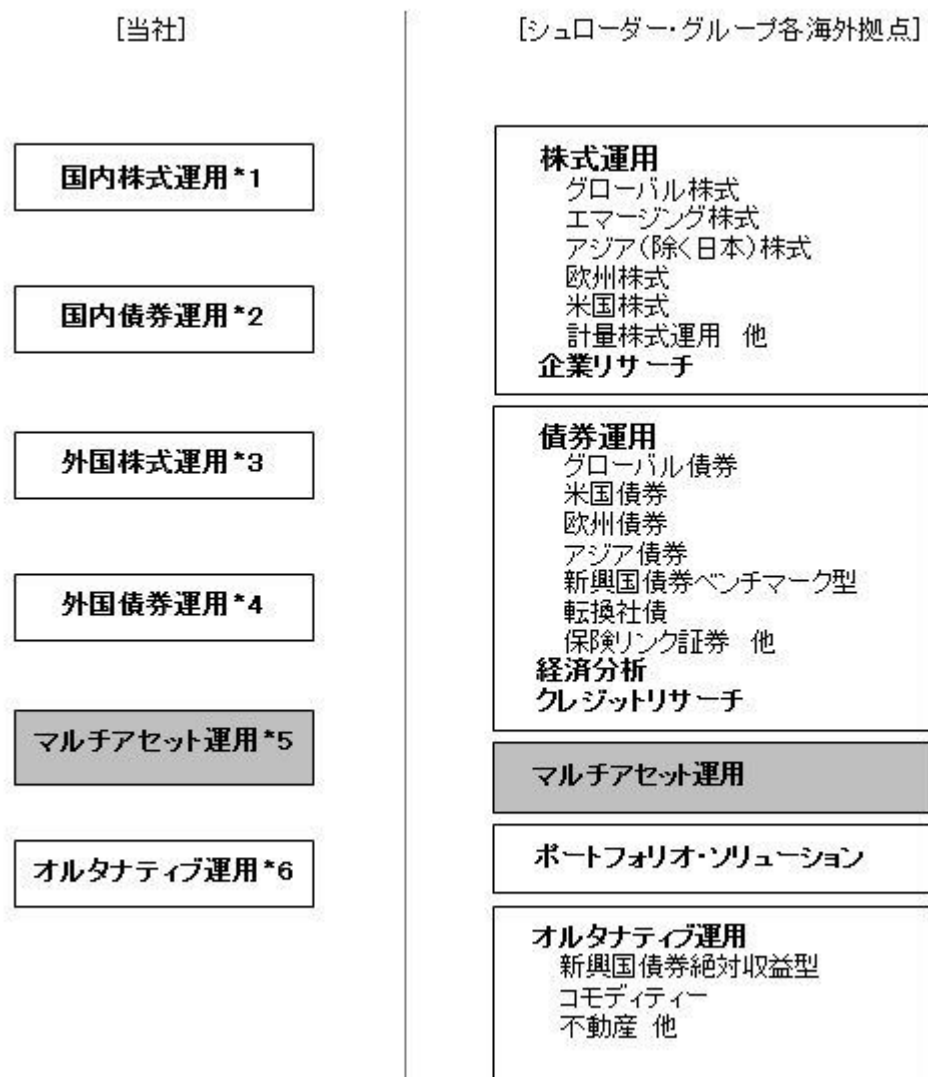 [当社]
国内株式運用*1
国内債券運用*2
外国株式運用*3
外国債券運用*4
マルチアセット運用*5
オルタナティブ運用*6
[シュローダー・グループ各海外拠点]
株式運用
グローバル株式
エマージング株式
アジア(除く日本)株式
欧州株式
米国株式
計量株式運用 他
企業リサーチ
債券運用
グローバル債券
米国債券
欧州債券
アジア債券
新興国債券ベンチマーク型
転換社債
保険リンク証券 他
経済分析
クレジットリサーチ
マルチアセット運用
ポートフォリオ・ソリューション
オルタナティブ運用
新興国債券絶対収益型
コモディティー
不動産 他